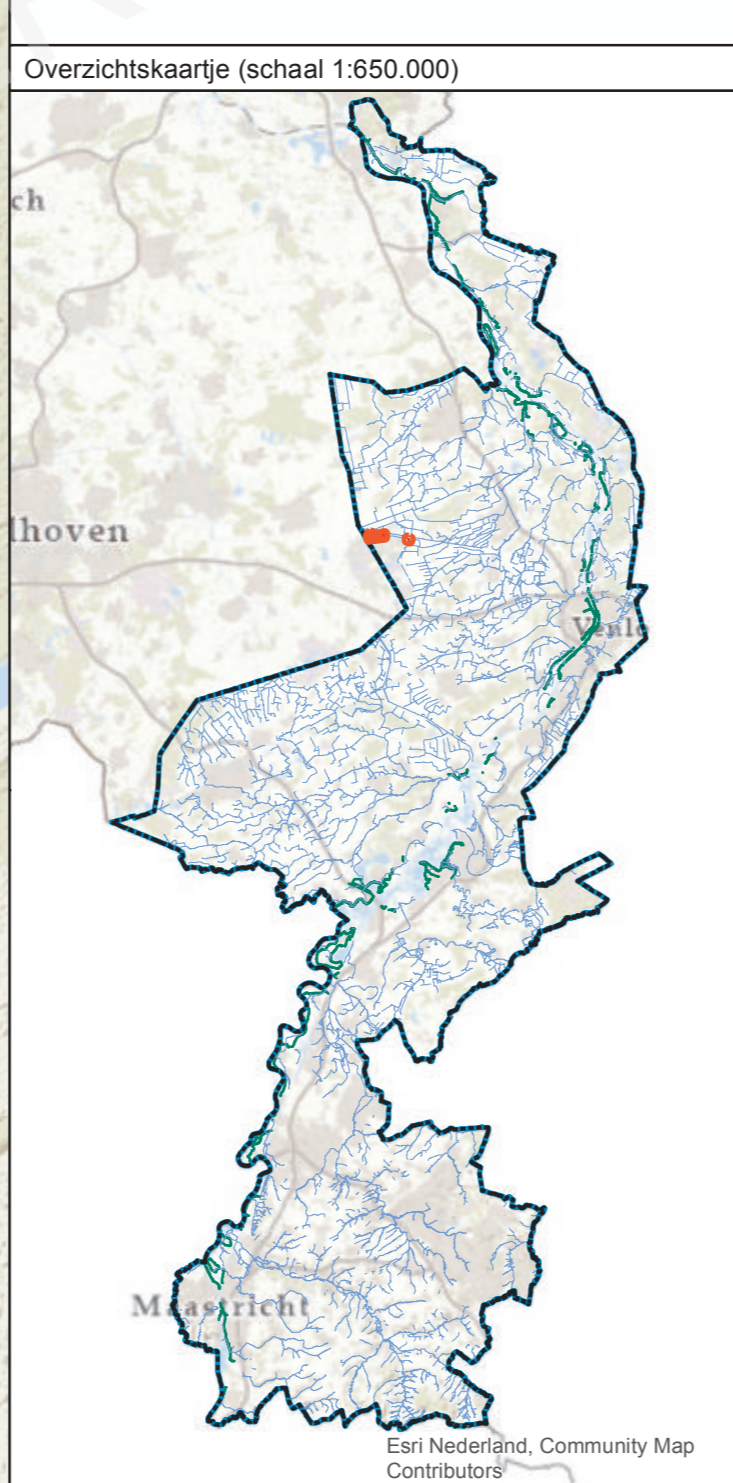 Overzichtskaartje (schaal 1:650.000)
ch
lhoven
Venlo
Maastricht
Esri Nederland, Community Map
Contributors